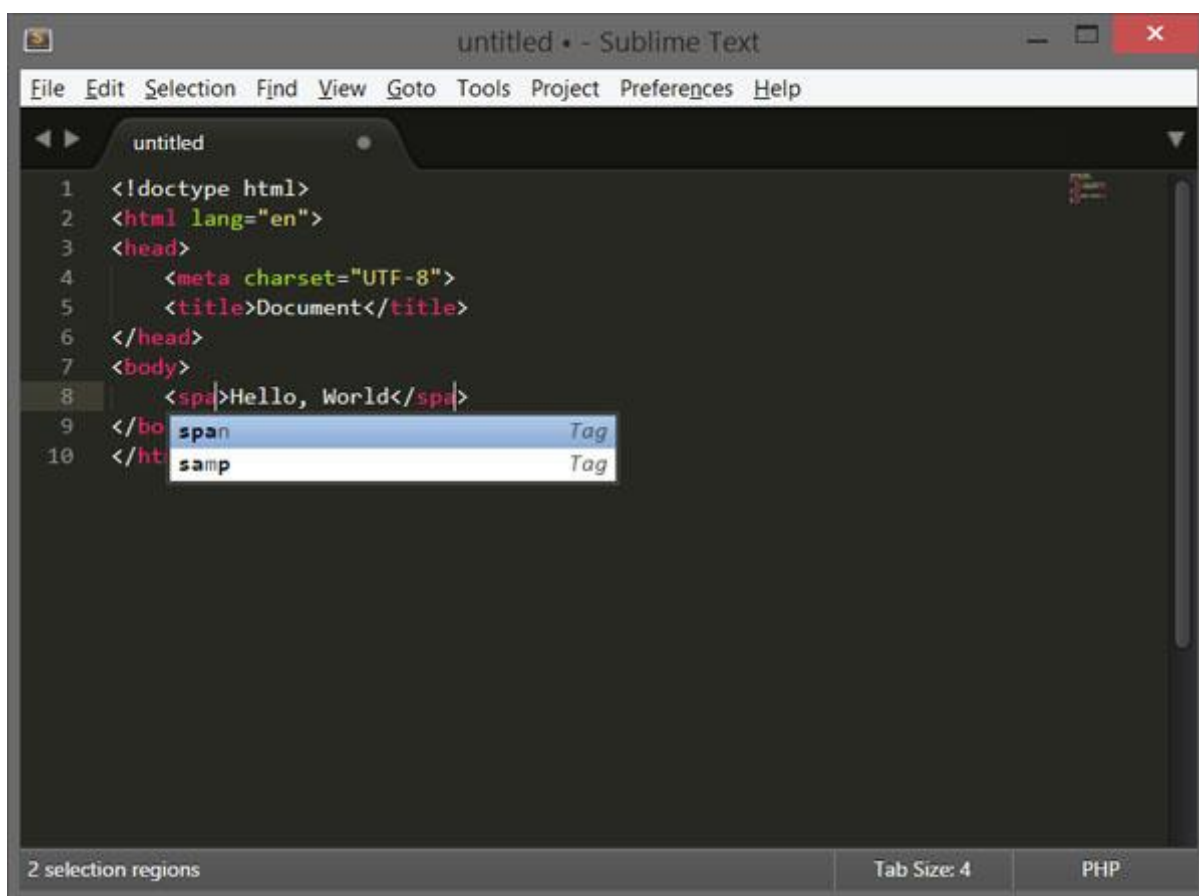 untitled • - Sublime Text
File Edit Selection Find View Goto Tools Project Preferences Help
untitled
1 <!doctype html>
2 <html lang="en">
3 <head>
4 <meta charset="UTF-8">
5 <title>Document</title>
6 </head>
7 <body>
8 <spa>Hello, World</spa>
9 </bo
span Tag
10 </ht
samp Tag
2 selection regions Tab Size: 4 PHP